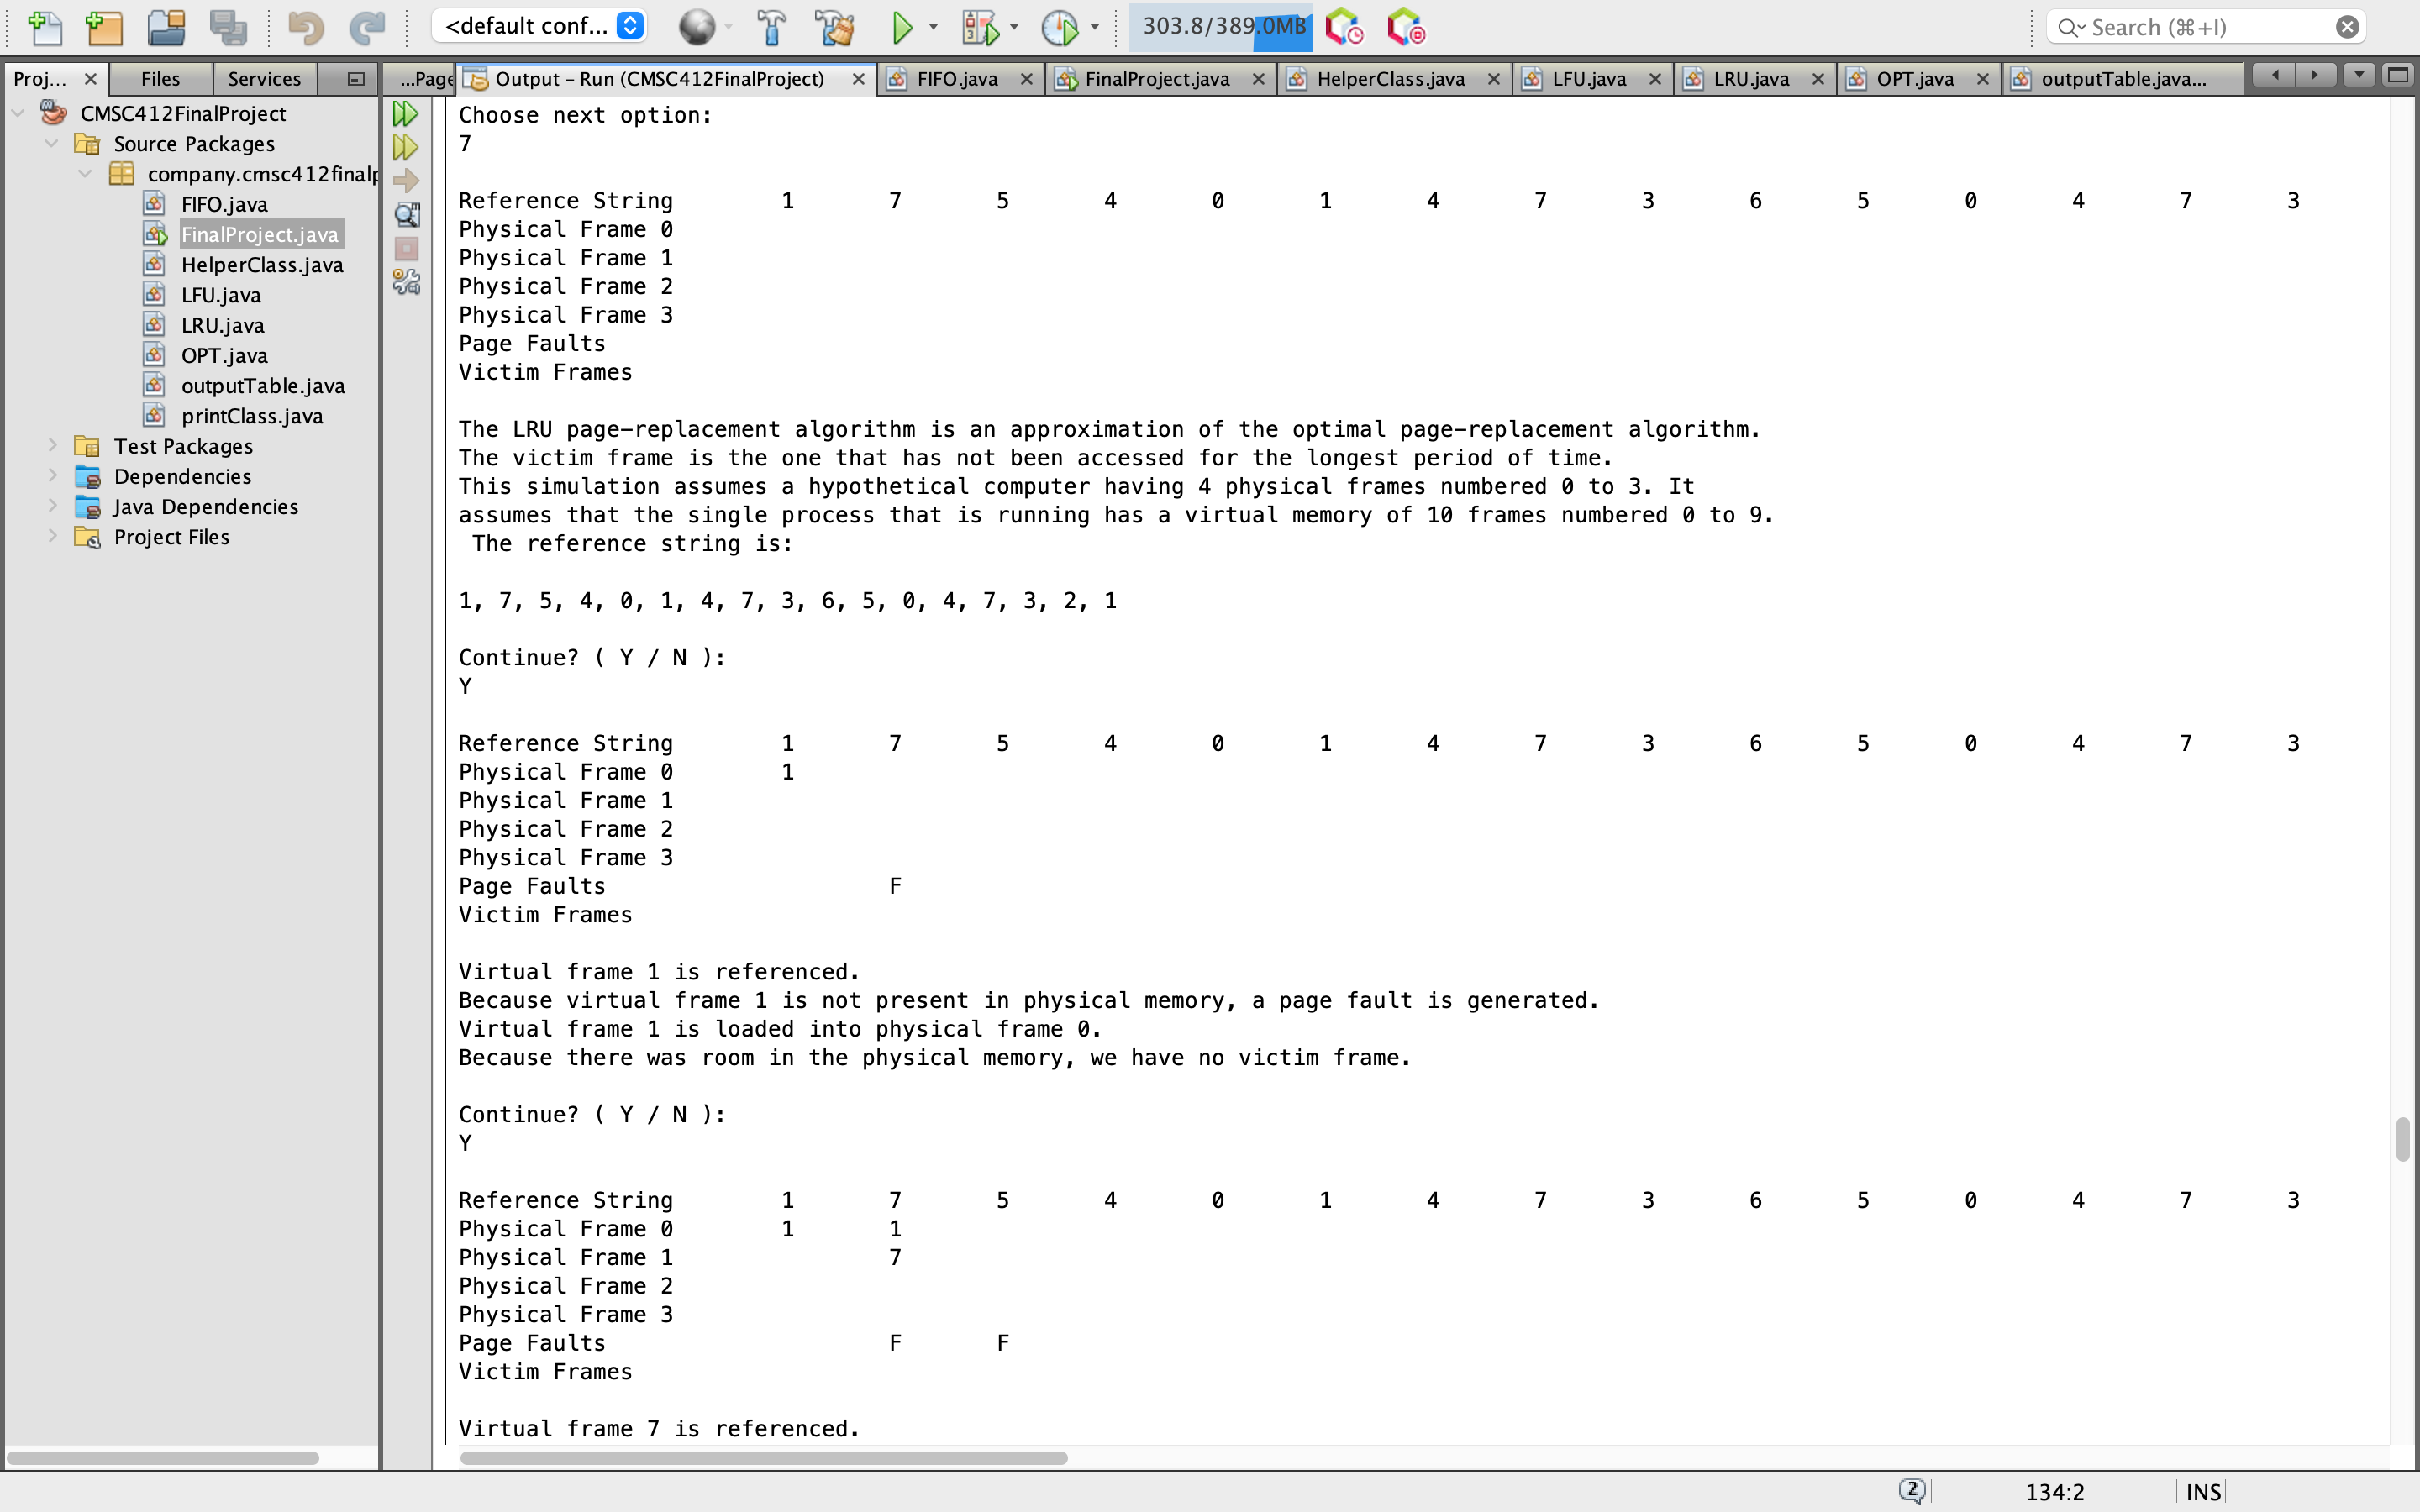 <default conf...
303.8/389.0MB
Search (⌘+I)
Proj...
Files
Services
...Page
Output – Run (CMSC412FinalProject)
FIFO.java
FinalProject.java
HelperClass.java
LFU.java
LRU.java
OPT.java
outputTable.java...
CMSC412FinalProject
Source Packages
company.cmsc412finalp
FIFO.java
FinalProject.java
HelperClass.java
LFU.java
LRU.java
OPT.java
outputTable.java
printClass.java
Test Packages
Dependencies
Java Dependencies
Project Files
Choose next option:
7
Reference String 1 7 5 4 0 1 4 7 3 6 5 0 4 7 3
Physical Frame 0
Physical Frame 1
Physical Frame 2
Physical Frame 3
Page Faults
Victim Frames
The LRU page-replacement algorithm is an approximation of the optimal page-replacement algorithm.
The victim frame is the one that has not been accessed for the longest period of time.
This simulation assumes a hypothetical computer having 4 physical frames numbered 0 to 3. It
assumes that the single process that is running has a virtual memory of 10 frames numbered 0 to 9.
The reference string is:
1, 7, 5, 4, 0, 1, 4, 7, 3, 6, 5, 0, 4, 7, 3, 2, 1
Continue? ( Y / N ):
Y
Reference String 1 7 5 4 0 1 4 7 3 6 5 0 4 7 3
Physical Frame 0 1
Physical Frame 1
Physical Frame 2
Physical Frame 3
Page Faults F
Victim Frames
Virtual frame 1 is referenced.
Because virtual frame 1 is not present in physical memory, a page fault is generated.
Virtual frame 1 is loaded into physical frame 0.
Because there was room in the physical memory, we have no victim frame.
Continue? ( Y / N ):
Y
Reference String 1 7 5 4 0 1 4 7 3 6 5 0 4 7 3
Physical Frame 0 1 1
Physical Frame 1 7
Physical Frame 2
Physical Frame 3
Page Faults F F
Victim Frames
Virtual frame 7 is referenced.
2
134:2
INS